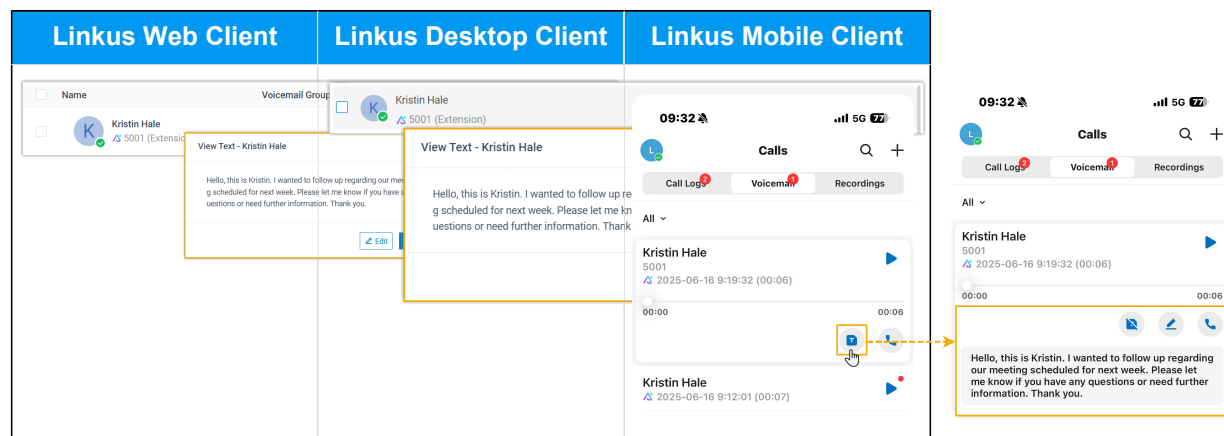 Linkus Web Client
Linkus Desktop Client
Linkus Mobile Client
Name
Voicemail Group
Kristin Hale
5001 (Extensio
View Text - Kristin Hale
Hello, this is Kristin. I wanted to follow up regarding our mee
g scheduled for next week. Please let me know if you have a
uestions or need further information. Thank you.
Edit
K
K
Kristin Hale
5001 (Extension)
View Text - Kristin Hale
Hello, this is Kristin. I wanted to follow up re
g scheduled for next week. Please let me kn
uestions or need further information. Thank
09:32
5G 77
L
Calls
Call Logs 2
Voicemail 1
Recordings
All
Kristin Hale
5001
2025-06-16 9:19:32 (00:06)
00:00
00:06
T
Kristin Hale
2025-06-16 9:12:01 (00:07)
09:32
5G 77
L
Calls
Call Logs 2
Voicemail 1
Recordings
All
Kristin Hale
5001
2025-06-16 9:19:32 (00:06)
00:00
00:06
Hello, this is Kristin. I wanted to follow up regarding
our meeting scheduled for next week. Please let
me know if you have any questions or need further
information. Thank you.